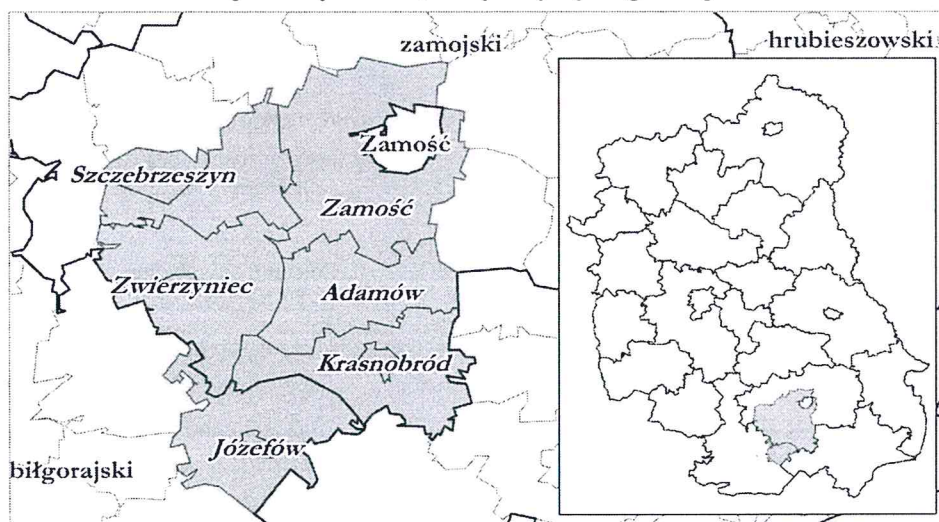 zamojski
hrubieszowski
Zamość
Szczebrzeszyn
Zamość
Zwierzyniec
Adamów
Krasnobród
Józefów
biłgorajski